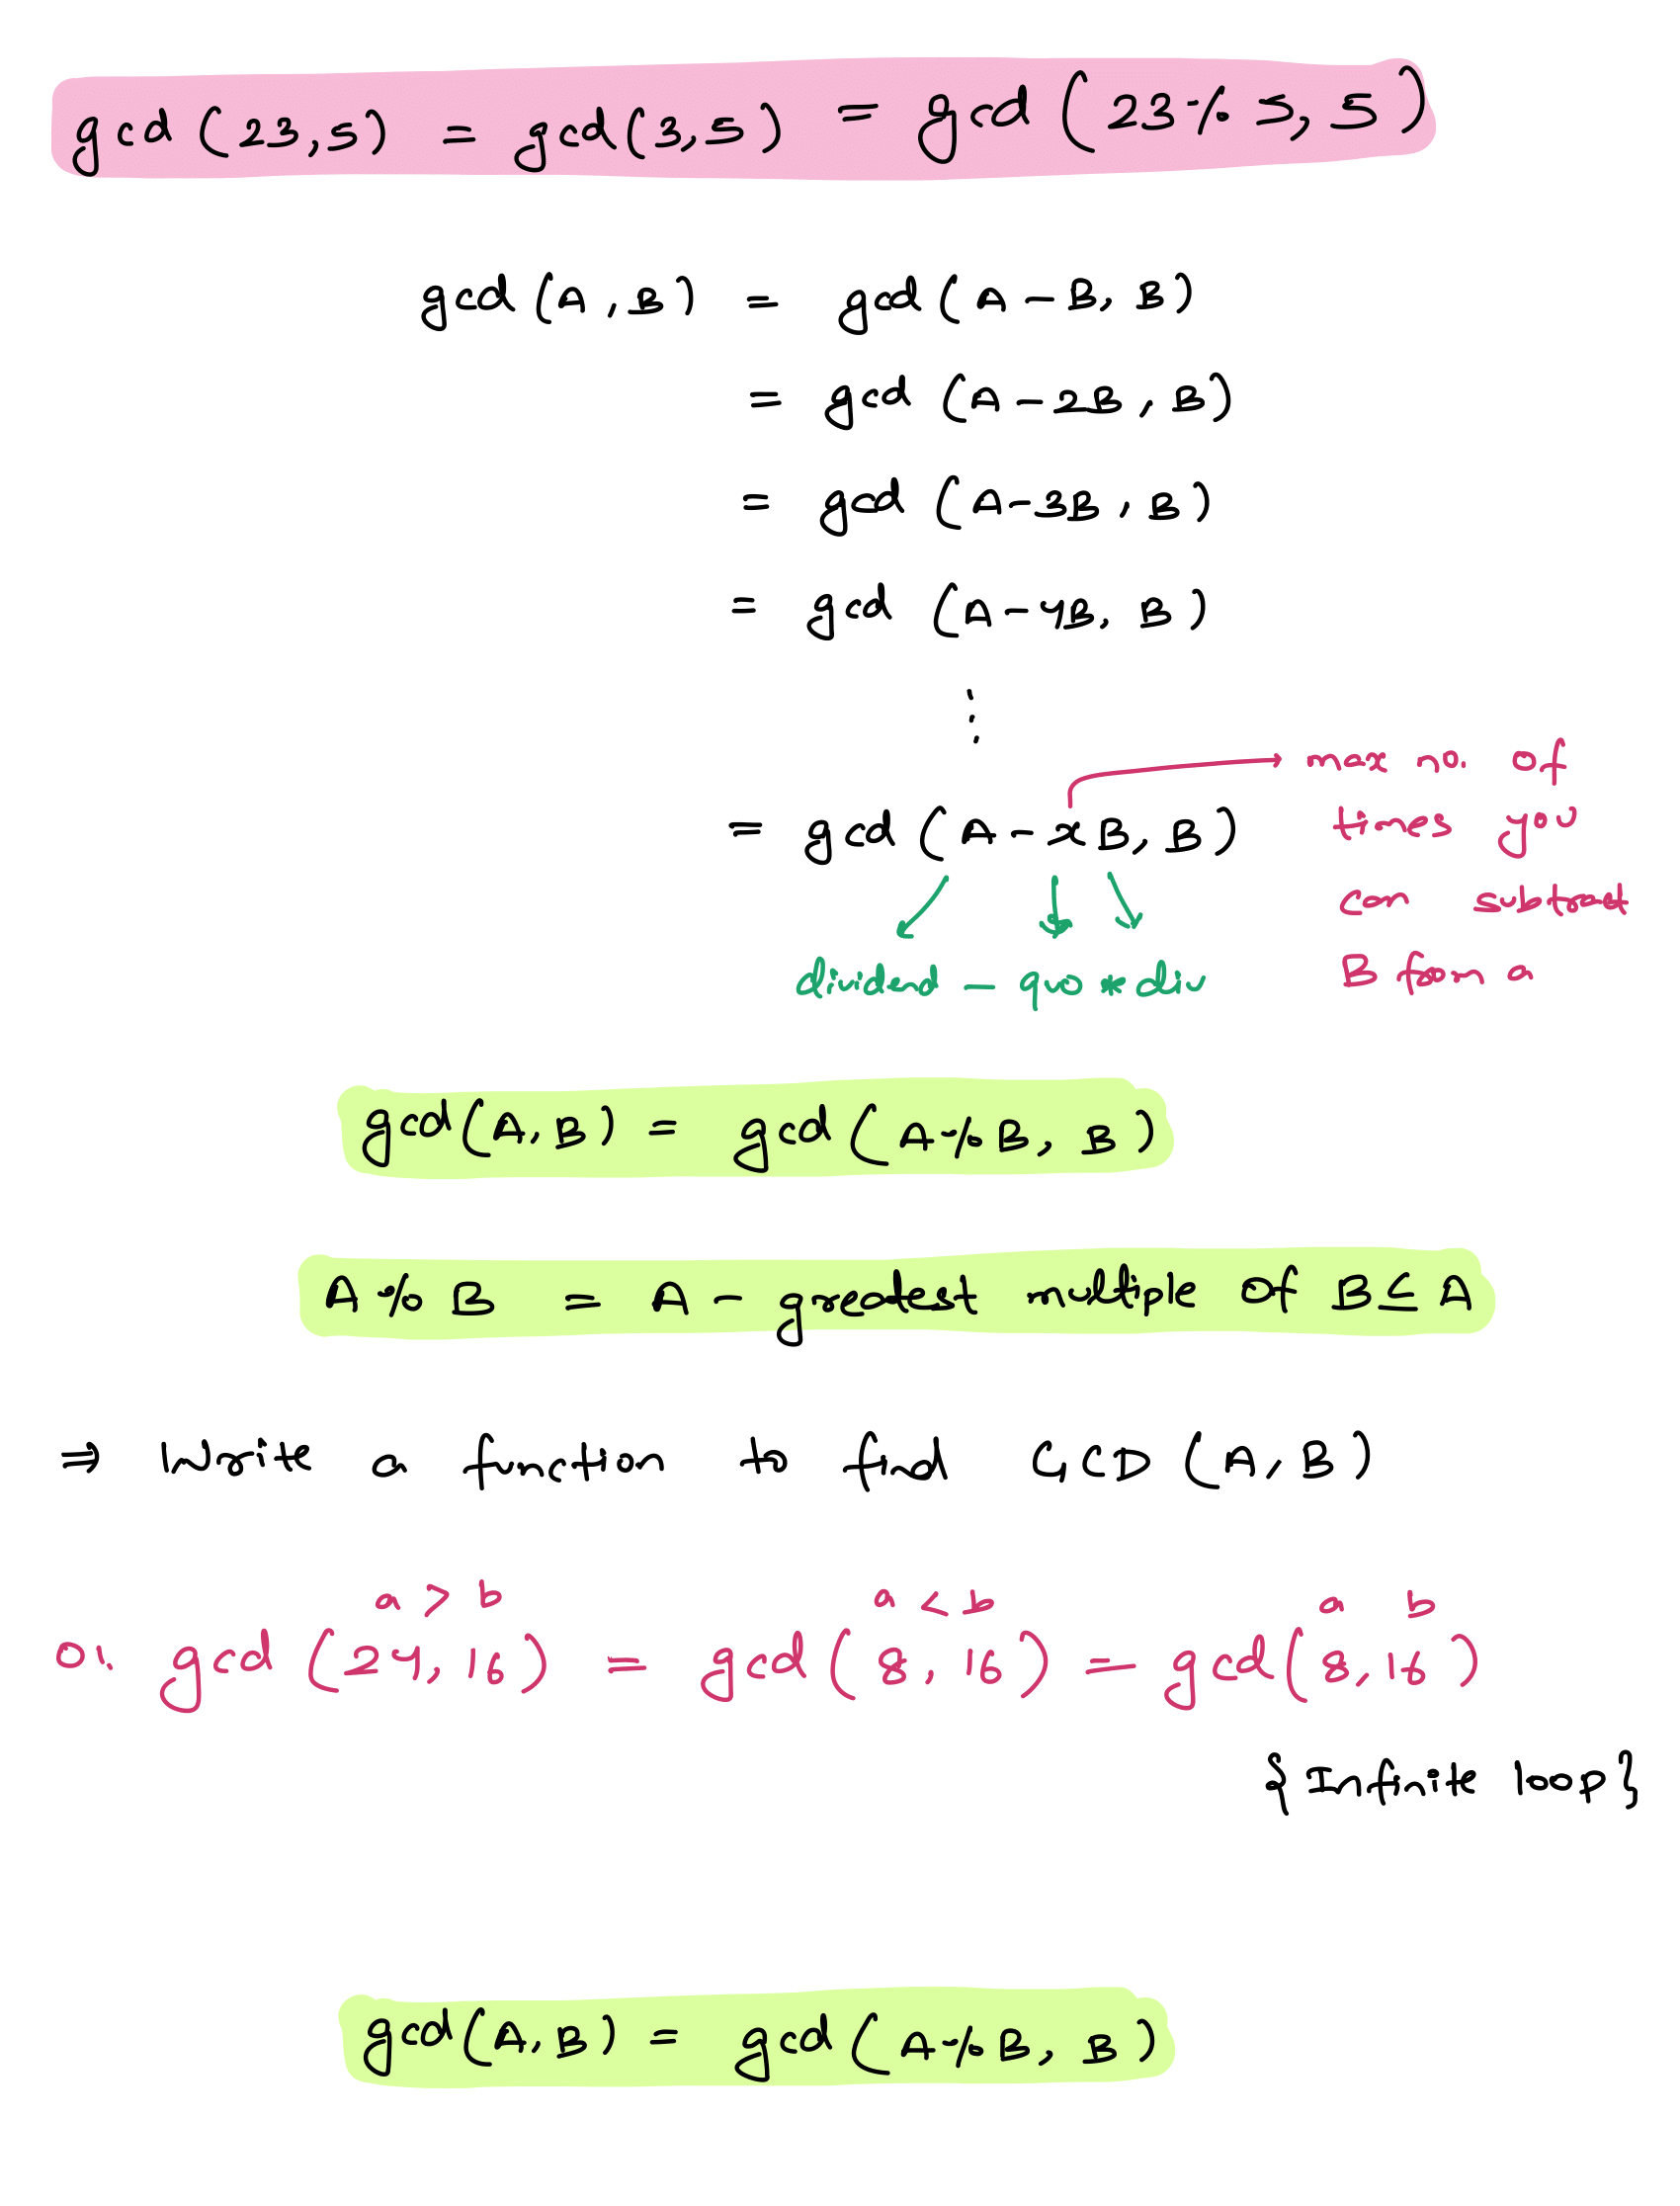 gcd (23,5) = gcd(3,5) = gcd (23 % 5, 5)
gcd (A, B) = gcd (A - B, B)
= gcd (A - 2B, B)
= gcd (A - 3B, B)
= gcd (A - 4B, B)
⋮
= gcd (A - xB, B)
max no. of
times you
can subtract
B from a
dividend - quo * div
gcd(A, B) = gcd (A % B, B)
A % B = A - greatest multiple of B ≤ A
⇒ Write a function to find GCD (A, B)
a > b a < b a b
01. gcd (24, 16) = gcd (8, 16) = gcd (8, 16)
{Infinite loop}
gcd(A, B) = gcd (A % B, B)